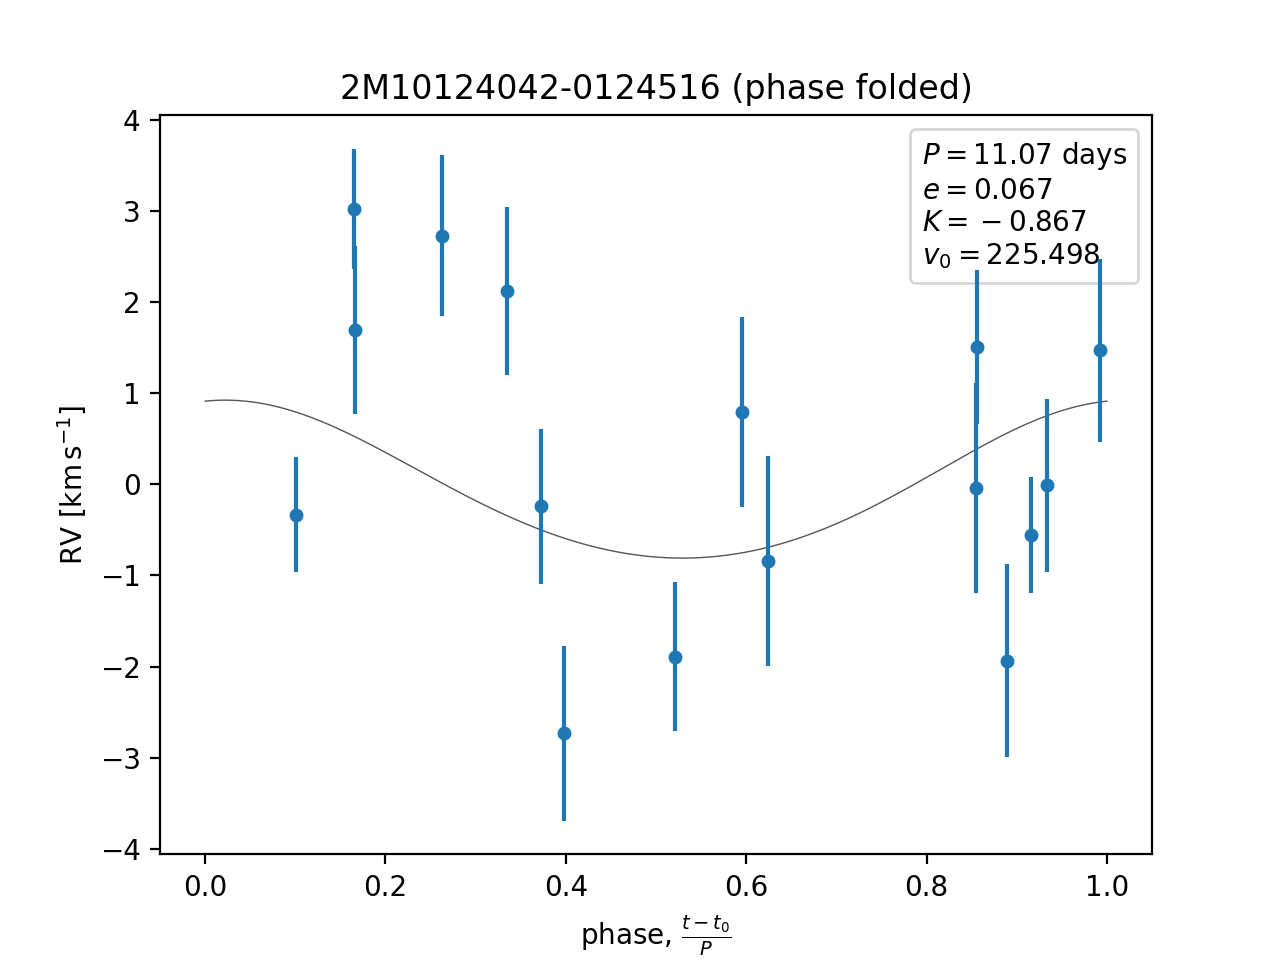 2M10124042-0124516 (phase folded)
P = 11.07 days
e = 0.067
K = −0.867
v₀ = 225.498
4
3
2
1
0
−1
−2
−3
−4
RV [km s⁻¹]
0.0 0.2 0.4 0.6 0.8 1.0
phase, (t − t₀)/P